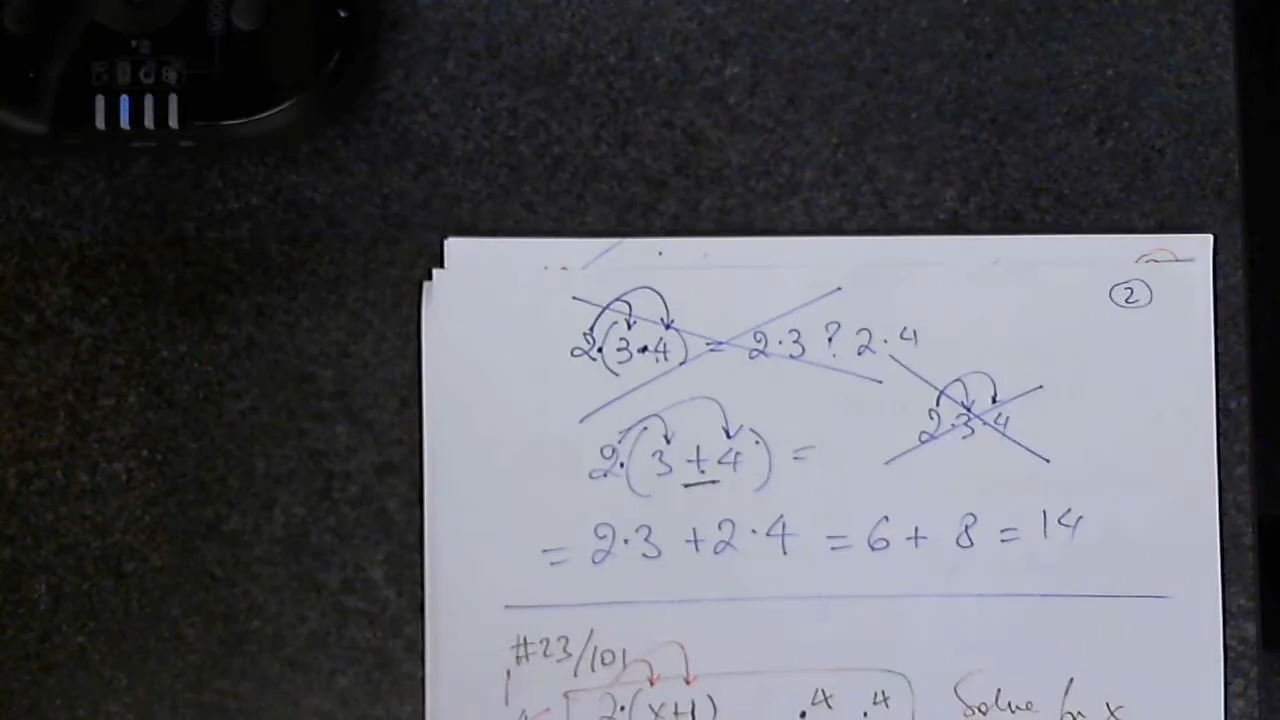 2
2·(3·4) = 2·3 ? 2·4
2·3·4
2·(3+4) =
= 2·3 +2·4 = 6+ 8 = 14
#23/101
2·(x+1) .4 .4 Solve for x